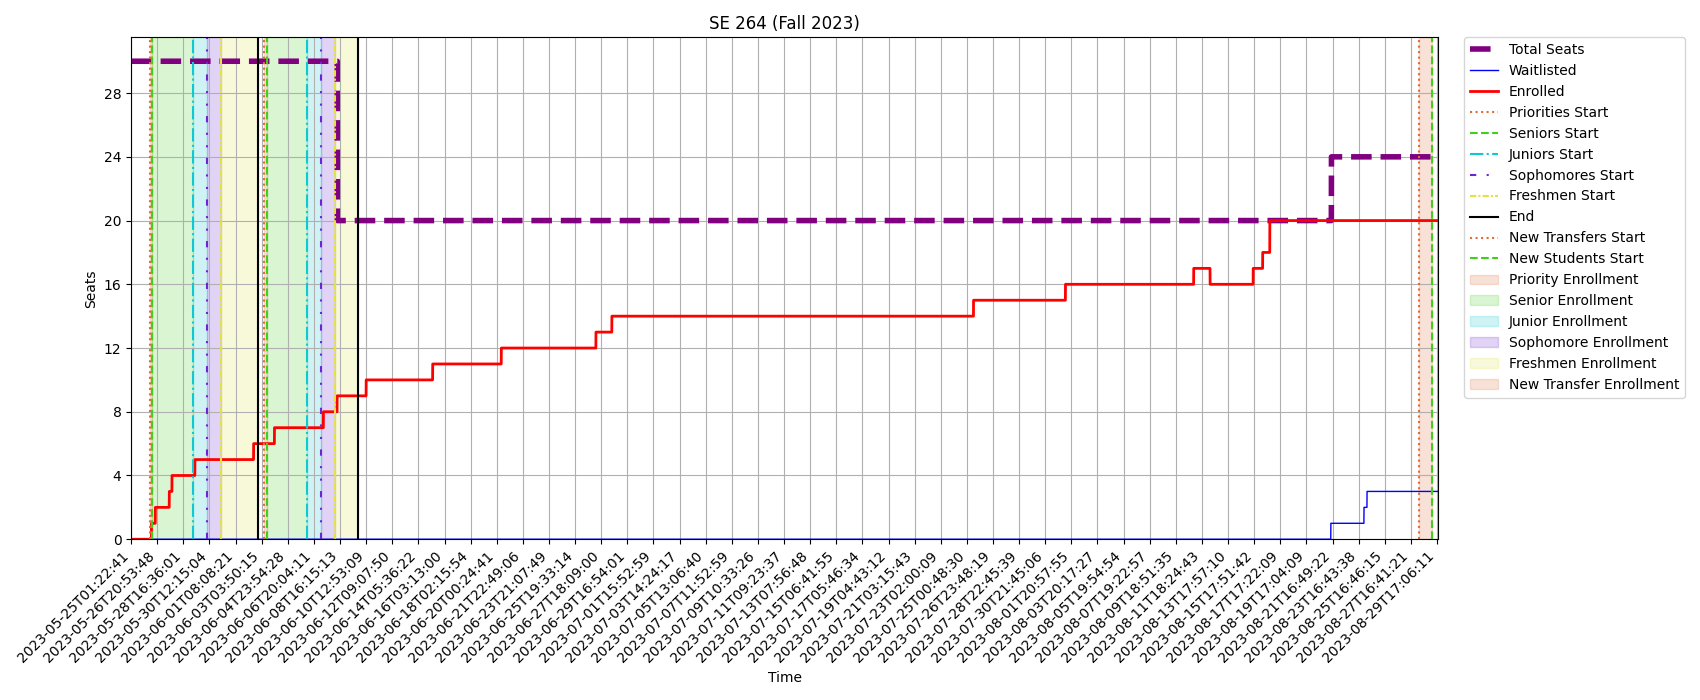 SE 264 (Fall 2023)
Seats
28
24
20
16
12
8
4
0
2023-05-25T01:22:41
2023-05-26T20:53:48
2023-05-28T16:36:01
2023-05-30T12:15:04
2023-06-01T08:08:21
2023-06-03T03:50:15
2023-06-04T23:54:28
2023-06-06T20:04:11
2023-06-08T16:15:13
2023-06-10T12:53:09
2023-06-12T09:07:50
2023-06-14T05:36:22
2023-06-16T03:13:00
2023-06-18T02:15:54
2023-06-20T00:24:41
2023-06-21T22:49:06
2023-06-23T21:07:49
2023-06-25T19:33:14
2023-06-27T18:09:00
2023-06-29T16:54:01
2023-07-01T15:52:59
2023-07-03T14:24:17
2023-07-05T13:06:40
2023-07-07T11:52:59
2023-07-09T10:33:26
2023-07-11T09:23:37
2023-07-13T07:56:48
2023-07-15T06:41:55
2023-07-17T05:46:34
2023-07-19T04:43:12
2023-07-21T03:15:43
2023-07-23T02:00:09
2023-07-25T00:48:30
2023-07-26T23:48:19
2023-07-28T22:45:39
2023-07-30T21:45:06
2023-08-01T20:57:55
2023-08-03T20:17:27
2023-08-05T19:54:54
2023-08-07T19:22:57
2023-08-09T18:51:35
2023-08-11T18:24:43
2023-08-13T17:57:10
2023-08-15T17:51:42
2023-08-17T17:22:09
2023-08-19T17:04:09
2023-08-21T16:49:22
2023-08-23T16:43:38
2023-08-25T16:46:15
2023-08-27T16:41:21
2023-08-29T17:06:11
Time
Total Seats
Waitlisted
Enrolled
Priorities Start
Seniors Start
Juniors Start
Sophomores Start
Freshmen Start
End
New Transfers Start
New Students Start
Priority Enrollment
Senior Enrollment
Junior Enrollment
Sophomore Enrollment
Freshmen Enrollment
New Transfer Enrollment